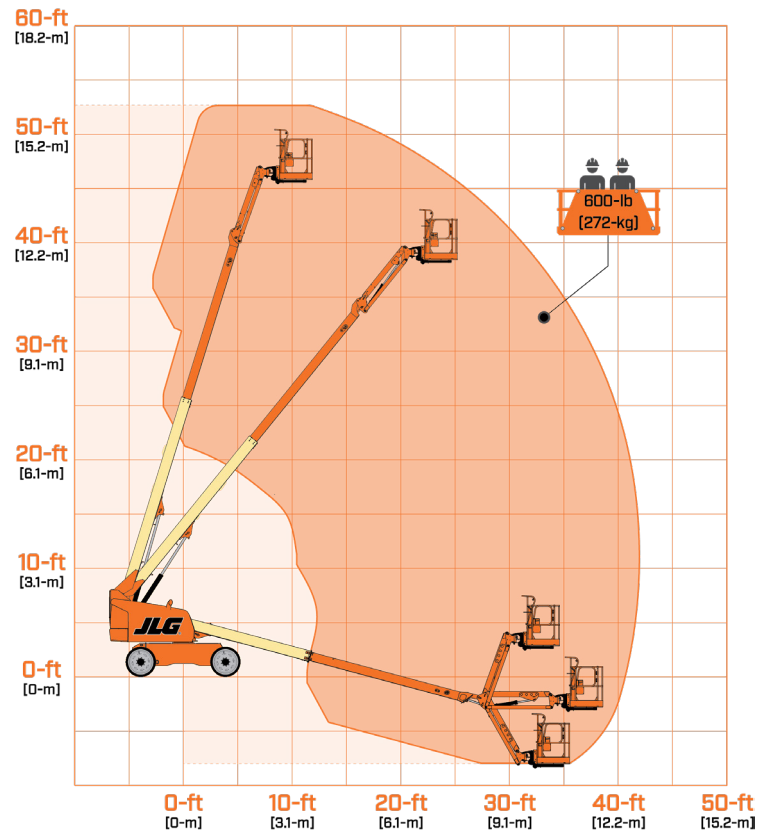 60-ft
[18.2-m]
50-ft
[15.2-m]
600-lb
[272-kg]
40-ft
[12.2-m]
30-ft
[9.1-m]
20-ft
[6.1-m]
10-ft
[3.1-m]
JLG
0-ft
[0-m]
0-ft 10-ft 20-ft 30-ft 40-ft 50-ft
[0-m] [3.1-m] [6.1-m] [9.1-m] [12.2-m] [15.2-m]